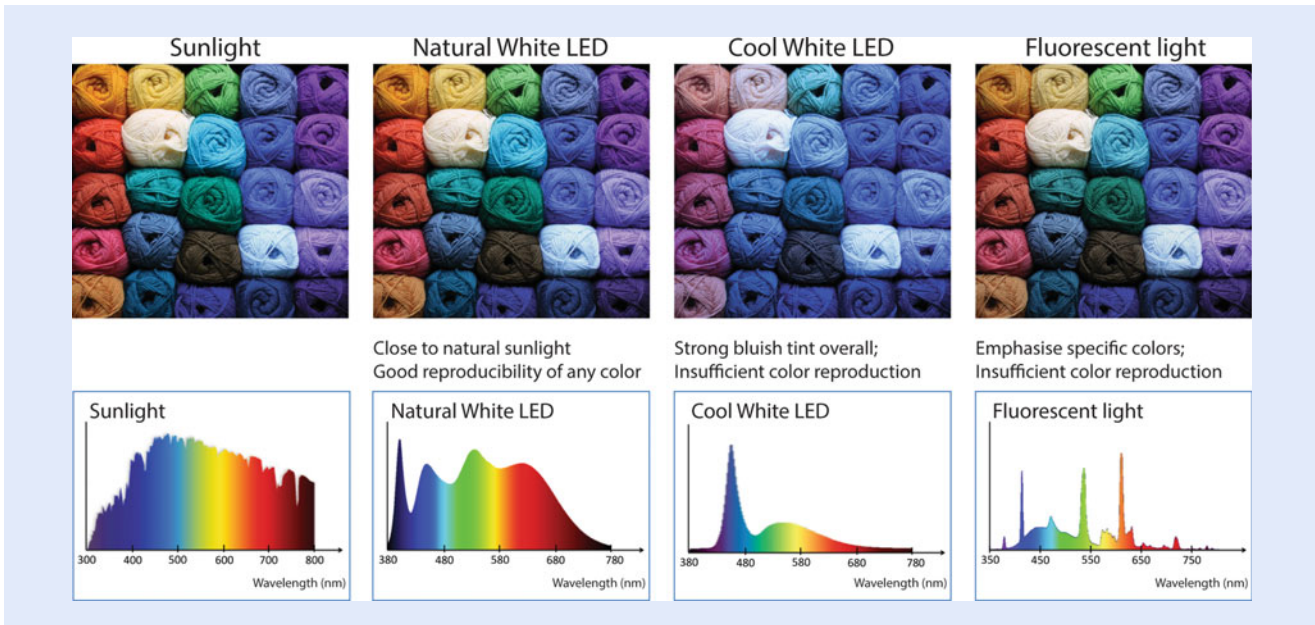 Sunlight
Natural White LED
Cool White LED
Fluorescent light
Close to natural sunlight
Good reproducibility of any color
Strong bluish tint overall;
Insufficient color reproduction
Emphasise specific colors;
Insufficient color reproduction
Sunlight
300 400 500 600 700 800
Wavelength (nm)
Natural White LED
380 480 580 680 780
Wavelength (nm)
Cool White LED
380 480 580 680 780
Wavelength (nm)
Fluorescent light
350 450 550 650 750
Wavelength (nm)